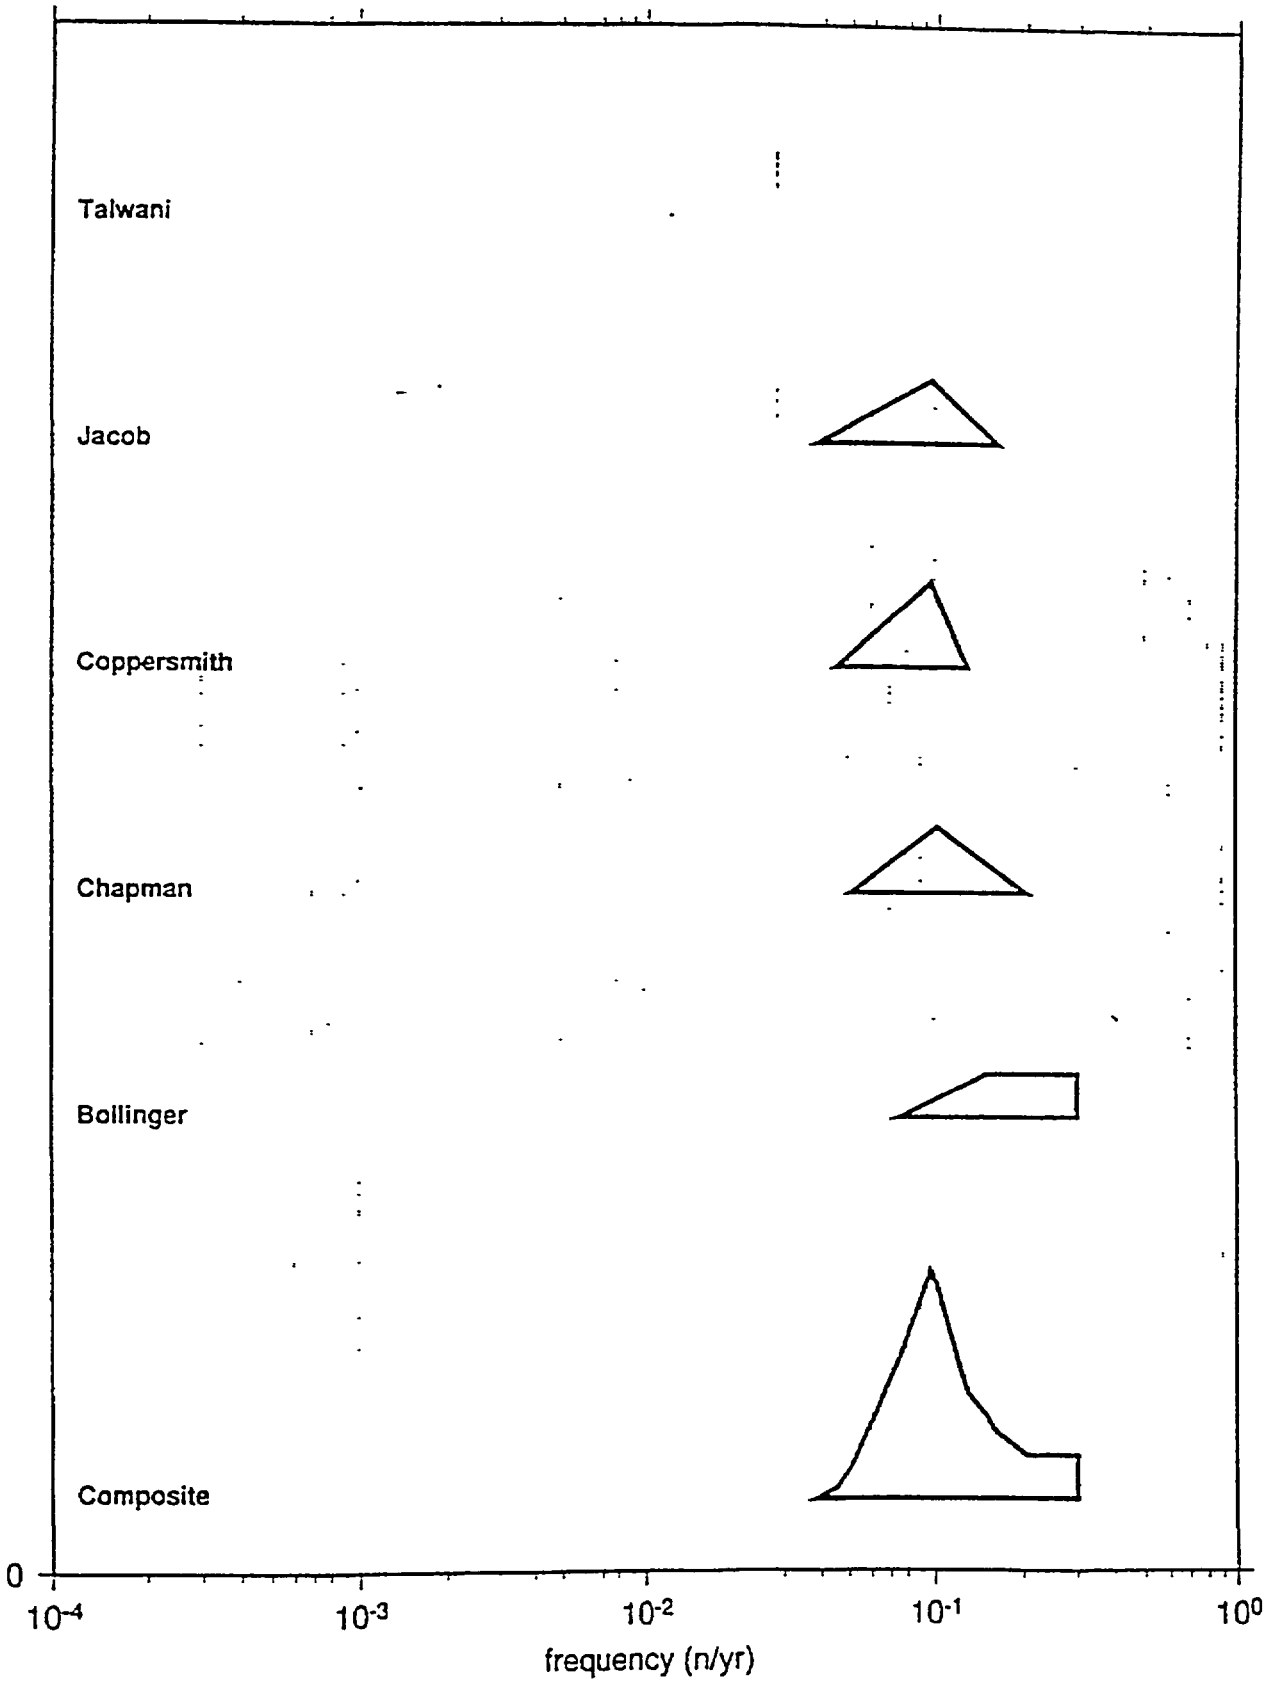 Talwani
Jacob
Coppersmith
Chapman
Bollinger
Composite
0
10-4 10-3 10-2 10-1 100
frequency (n/yr)